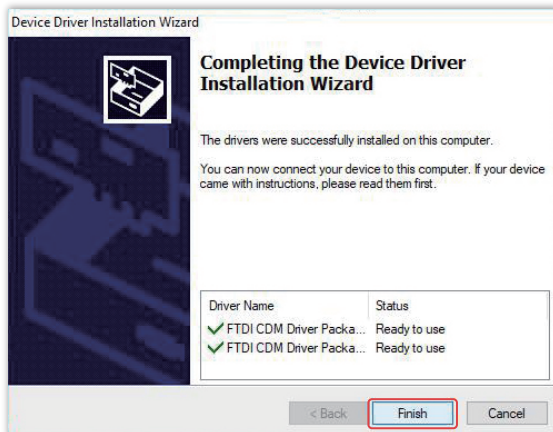 Device Driver Installation Wizard
Completing the Device Driver
Installation Wizard
The drivers were successfully installed on this computer.
You can now connect your device to this computer. If your device
came with instructions, please read them first.
Driver Name Status
FTDI CDM Driver Packa... Ready to use
FTDI CDM Driver Packa... Ready to use
< Back Finish Cancel